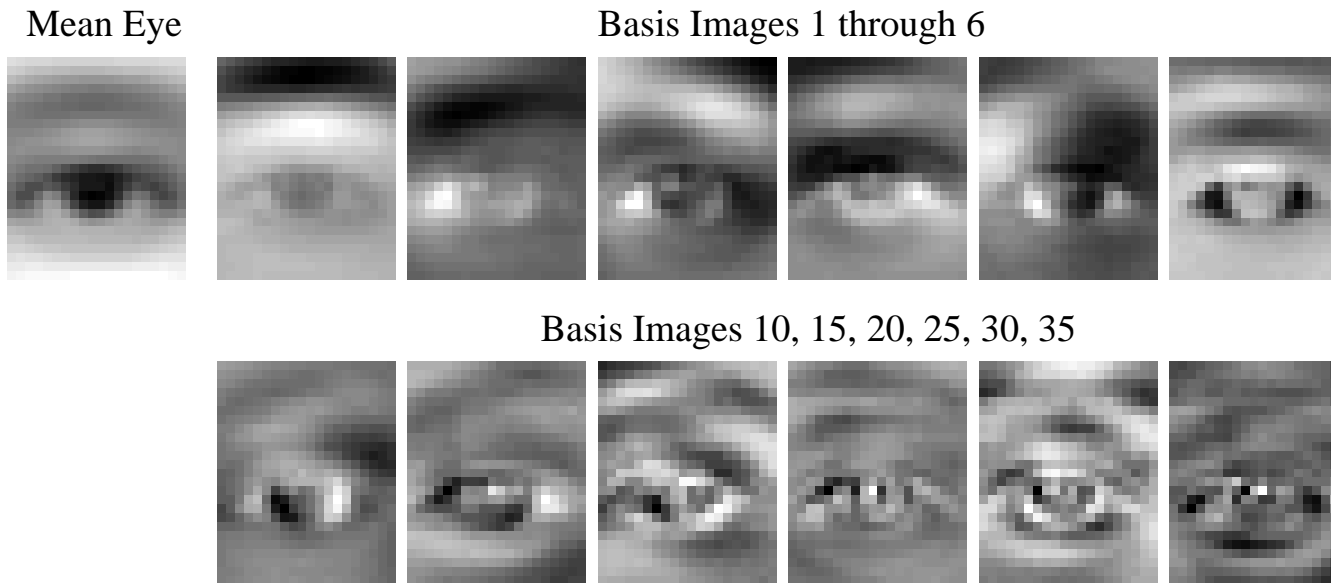 Mean Eye
Basis Images 1 through 6
Basis Images 10, 15, 20, 25, 30, 35